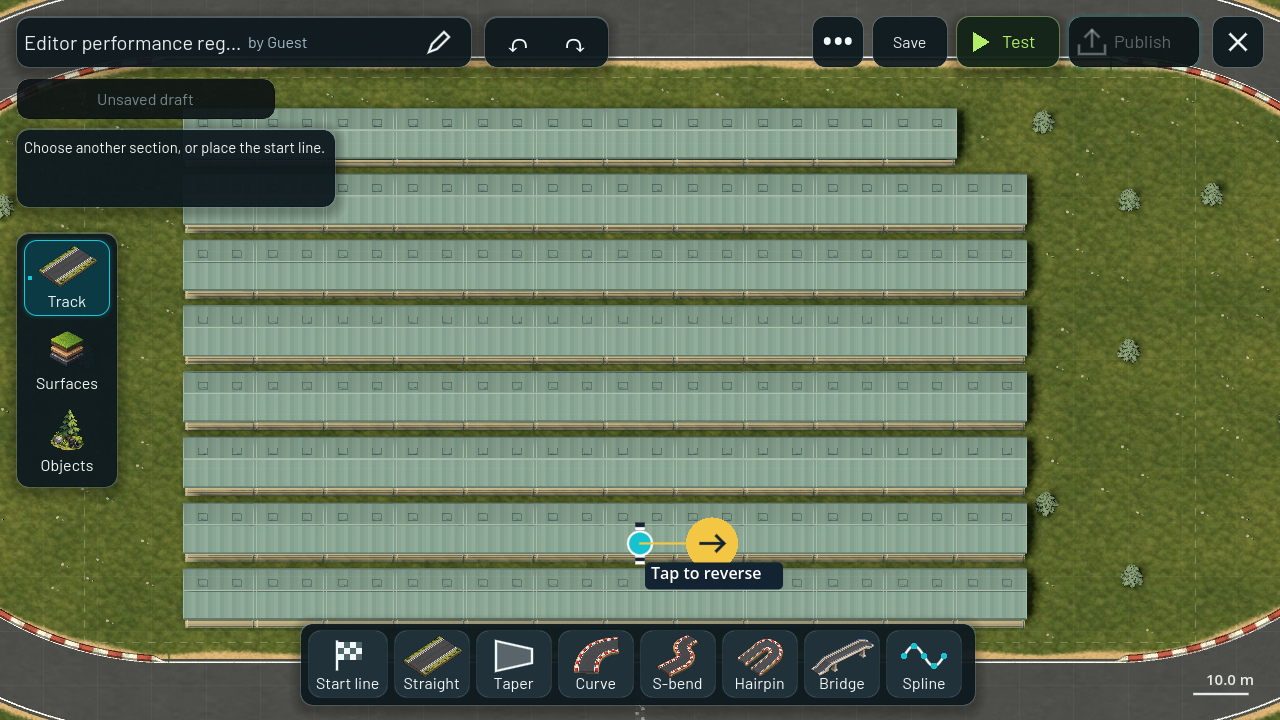 Editor performance reg... by Guest
Save
Test
Publish
Unsaved draft
Choose another section, or place the start line.
Track
Surfaces
Objects
Tap to reverse
Start line
Straight
Taper
Curve
S-bend
Hairpin
Bridge
Spline
10.0 m